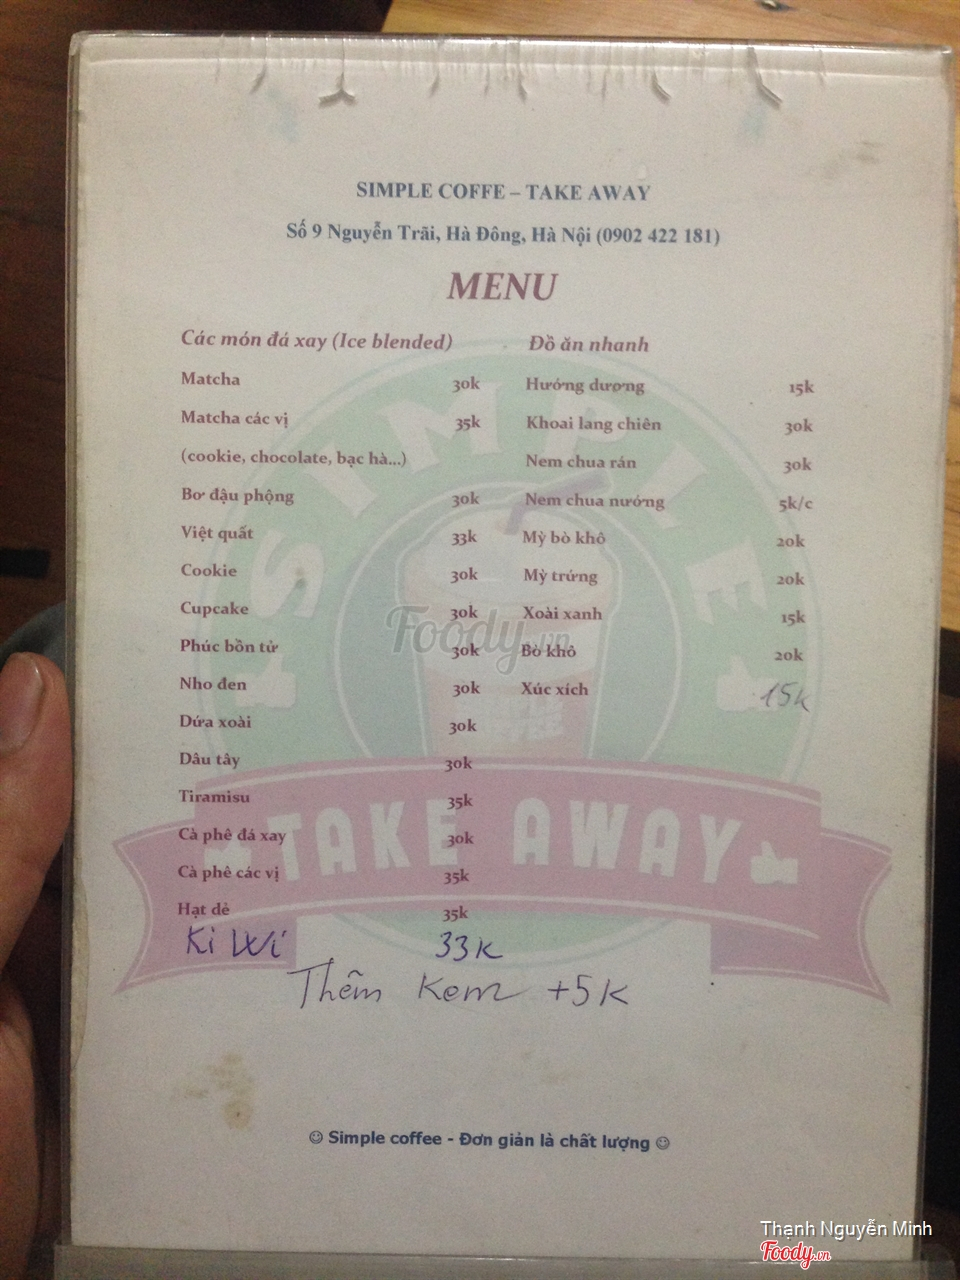 SIMPLE COFFE – TAKE AWAY
Số 9 Nguyễn Trãi, Hà Đông, Hà Nội (0902 422 181)
MENU
Các món đá xay (Ice blended)
Matcha 30k
Matcha các vị 35k
(cookie, chocolate, bạc hà...)
Bơ đậu phộng 30k
Việt quất 33k
Cookie 30k
Cupcake 30k
Phúc bồn tử 30k
Nho đen 30k
Dứa xoài 30k
Dâu tây 30k
Tiramisu 35k
Cà phê đá xay 30k
Cà phê các vị 35k
Hạt dẻ 35k
Ki Wi 33K
Thêm Kem +5K
Đồ ăn nhanh
Hướng dương 15k
Khoai lang chiên 30k
Nem chua rán 30k
Nem chua nướng 5k/c
Mỳ bò khô 20k
Mỳ trứng 20k
Xoài xanh 15k
Bò khô 20k
Xúc xích 15k
SIMPLE
TAKE AWAY
Foody.vn
☺ Simple coffee - Đơn giản là chất lượng ☺
Thạnh Nguyễn Minh
Foody.vn